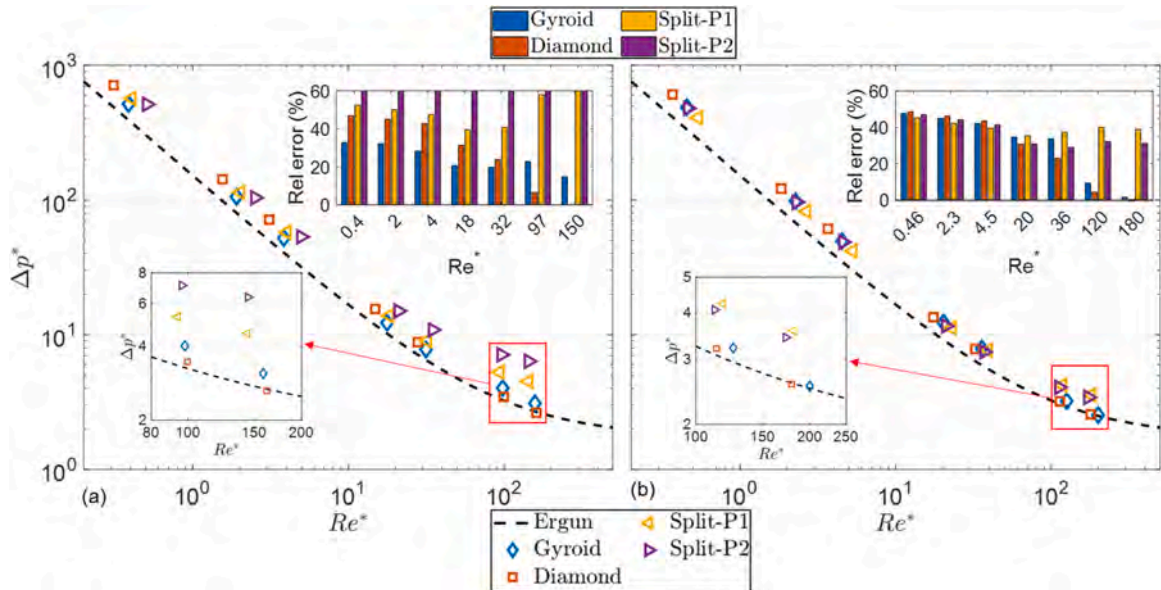 Gyroid
Split-P1
Diamond
Split-P2
10^3
10^2
10^1
10^0
Δp*
60
40
20
0
Rel error (%)
0.4
2
4
18
32
97
150
Re*
8
6
4
2
Δp*
80
100
150
200
Re*
(a)
10^0
10^1
10^2
Re*
60
40
20
0
Rel error (%)
0.46
2.3
4.5
20
36
120
180
Re*
5
4
3
2
Δp*
100
150
200
250
Re*
(b)
10^0
10^1
10^2
Re*
Ergun
Split-P1
Gyroid
Split-P2
Diamond